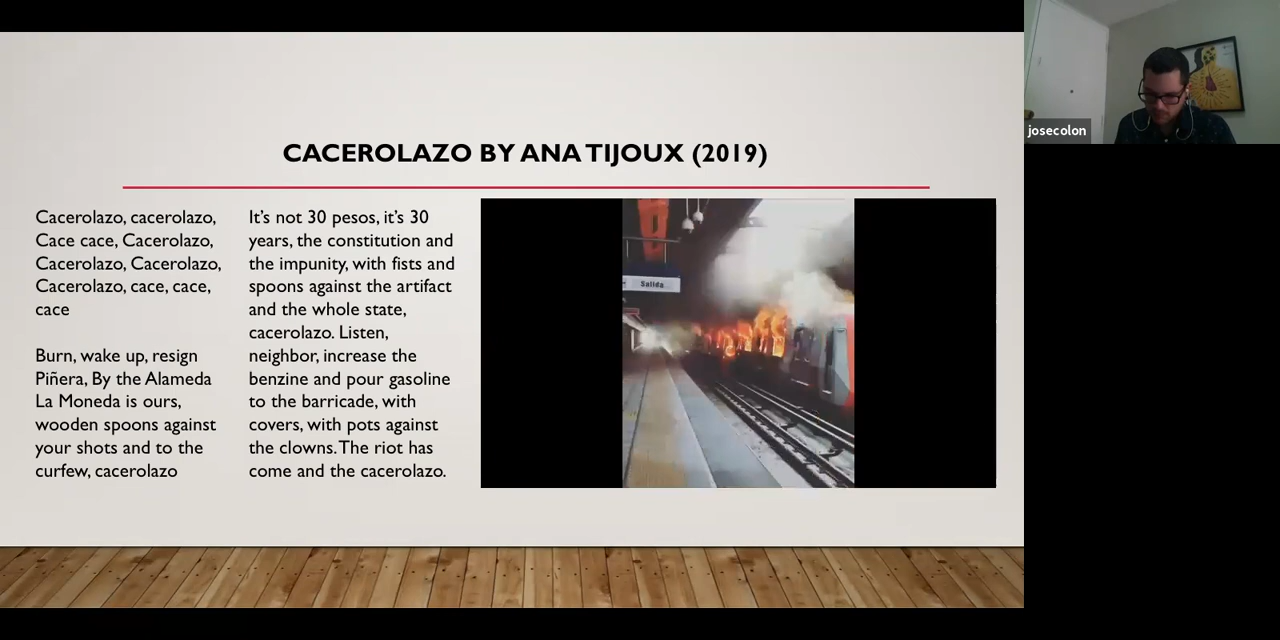 CACEROLAZO BY ANA TIJOUX (2019)
Cacerolazo, cacerolazo,
Cace cace, Cacerolazo,
Cacerolazo, Cacerolazo,
Cacerolazo, cace, cace,
cace
Burn, wake up, resign
Piñera, By the Alameda
La Moneda is ours,
wooden spoons against
your shots and to the
curfew, cacerolazo
It’s not 30 pesos, it’s 30
years, the constitution and
the impunity, with fists and
spoons against the artifact
and the whole state,
cacerolazo. Listen,
neighbor, increase the
benzine and pour gasoline
to the barricade, with
covers, with pots against
the clowns. The riot has
come and the cacerolazo.
Salida
josecolon